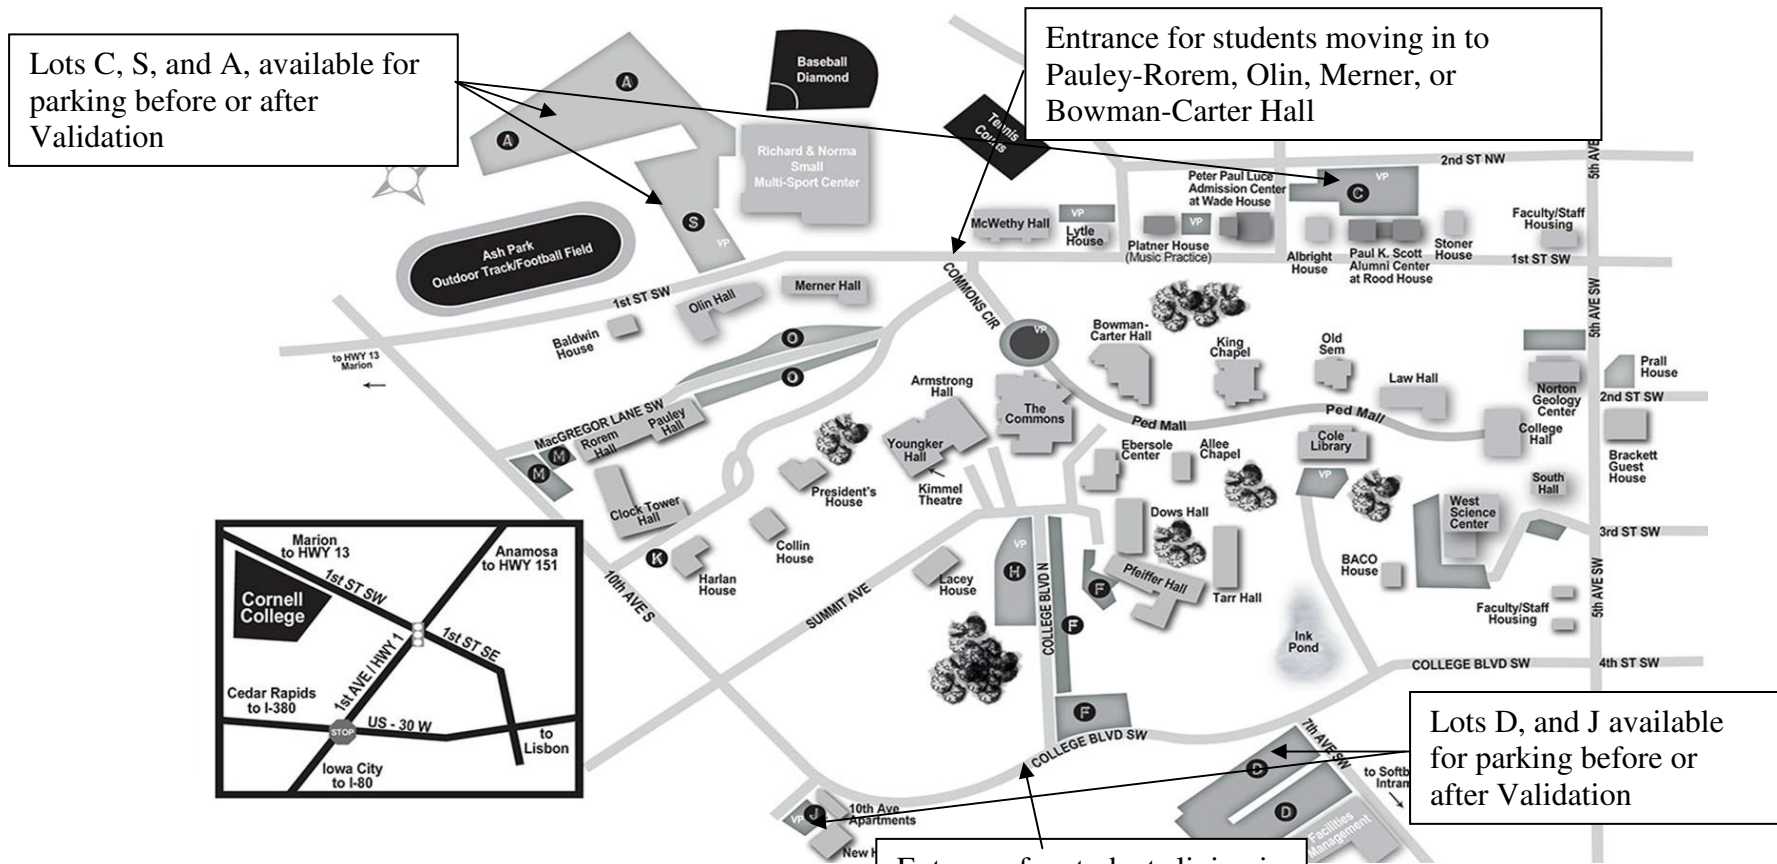 Lots C, S, and A, available for
parking before or after
Validation
Entrance for students moving in to
Pauley-Rorem, Olin, Merner, or
Bowman-Carter Hall
A
A
Baseball
Diamond
Richard & Norma
Small
Multi-Sport Center
Tennis
Courts
2nd ST NW
5th AVE
Peter Paul Luce
Admission Center
at Wade House
VP
C
S
VP
McWethy Hall
VP
Lytle
House
VP
Platner House
(Music Practice)
Albright
House
Paul K. Scott
Alumni Center
at Rood House
Stoner
House
Faculty/Staff
Housing
1st ST SW
Ash Park
Outdoor Track/Football Field
1st ST SW
Olin Hall
Merner Hall
COMMONS CIR
5th AVE SW
Baldwin
House
to HWY 13
Marion
O
O
VP
Bowman-
Carter Hall
King
Chapel
Old
Sem
Law Hall
Norton
Geology
Center
Prall
House
2nd ST SW
MacGREGOR LANE SW
Rorem
Hall
Pauley
Hall
Armstrong
Hall
Youngker
Hall
Kimmel
Theatre
The
Commons
Ped Mall
Ped Mall
College
Hall
Brackett
Guest
House
Ebersole
Center
Allee
Chapel
Cole
Library
VP
M
M
Clock Tower
Hall
President's
House
Collin
House
K
Harlan
House
South
Hall
West
Science
Center
3rd ST SW
Dows Hall
Pfeiffer Hall
Tarr Hall
BACO
House
Faculty/Staff
Housing
5th AVE SW
VP
H
F
F
F
COLLEGE BLVD N
Lacey
House
SUMMIT AVE
10th AVE S
Ink
Pond
COLLEGE BLVD SW
4th ST SW
Marion
to HWY 13
Anamosa
to HWY 151
1st ST SW
Cornell
College
1st AVE / HWY 1
1st ST SE
Cedar Rapids
to I-380
US - 30 W
STOP
to
Lisbon
Iowa City
to I-80
COLLEGE BLVD SW
7th AVE SW
Lots D, and J available
for parking before or
after Validation
D
D
Facilities
Management
VP
J
10th Ave
Apartments
New